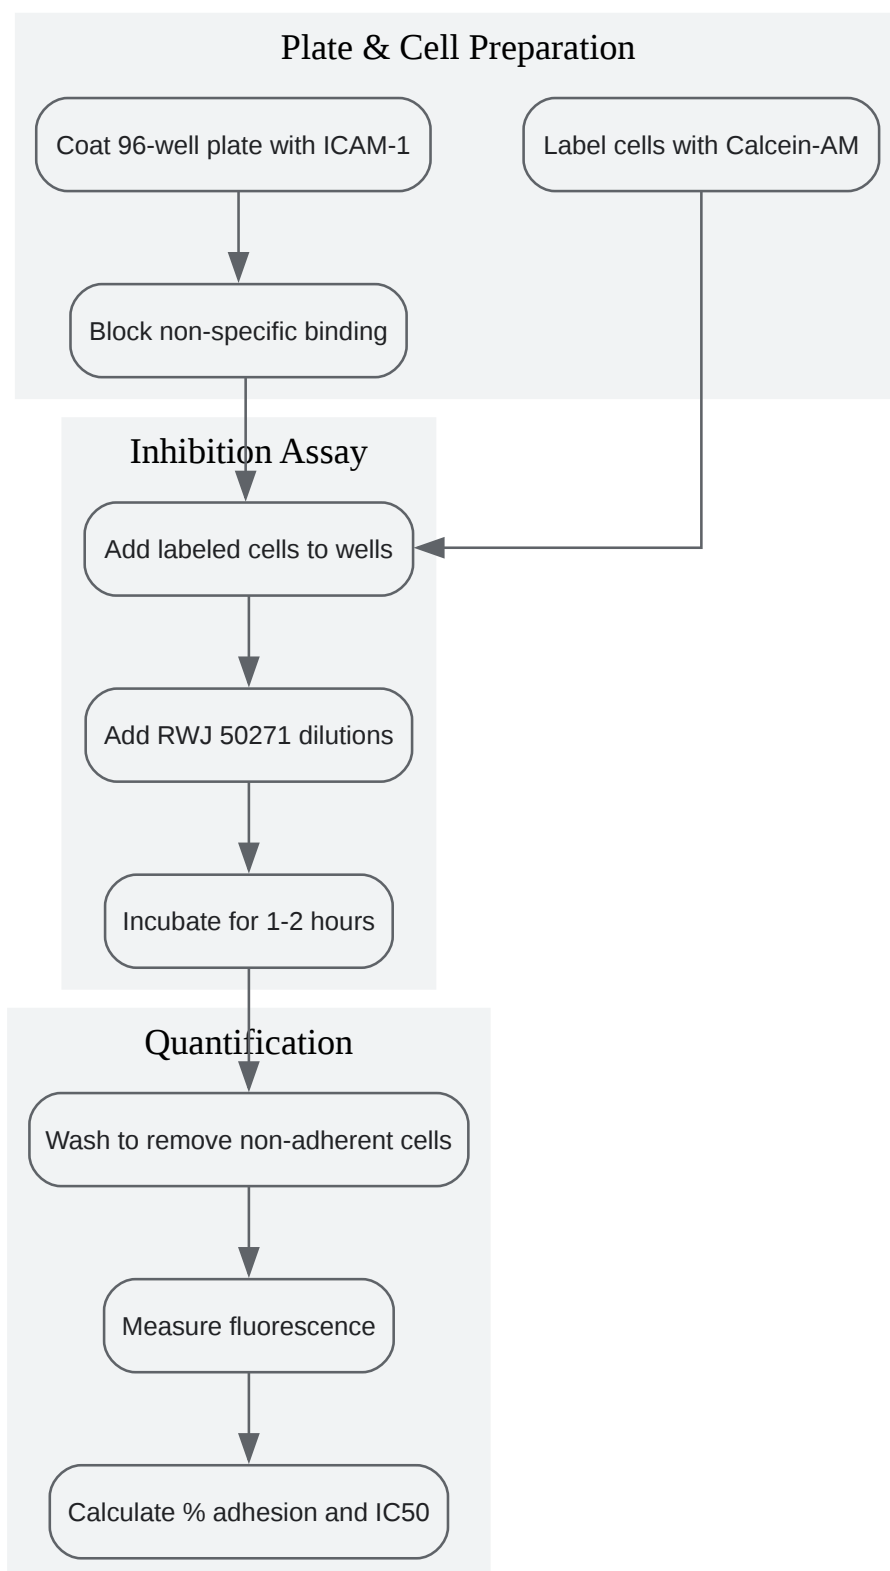 Plate & Cell Preparation
Coat 96-well plate with ICAM-1
Label cells with Calcein-AM
Block non-specific binding
Inhibition Assay
Add labeled cells to wells
Add RWJ 50271 dilutions
Incubate for 1-2 hours
Quantification
Wash to remove non-adherent cells
Measure fluorescence
Calculate % adhesion and IC50